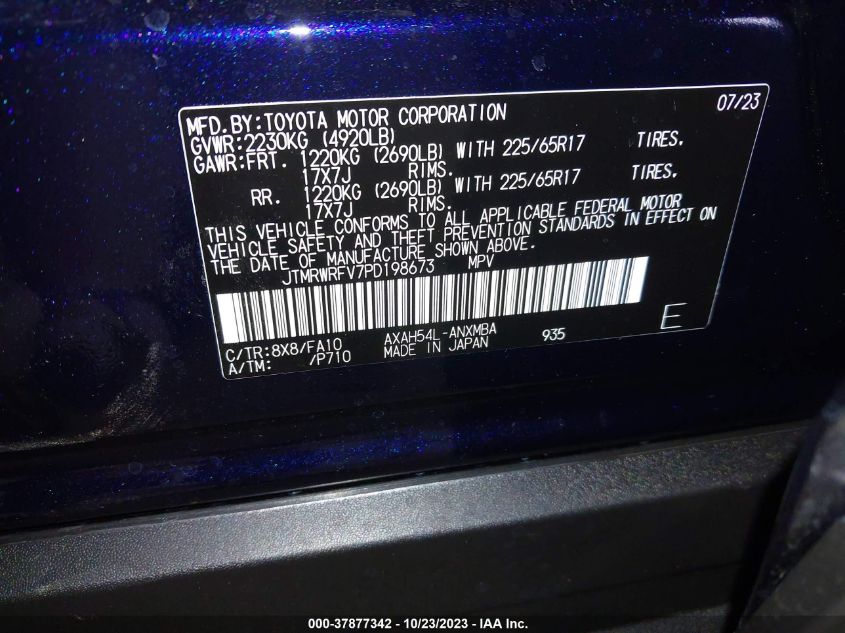 MFD.BY:TOYOTA MOTOR CORPORATION 07/23
GVWR:2230KG (4920LB)
GAWR:FRT. 1220KG (2690LB) WITH 225/65R17 TIRES.
17X7J RIMS.
RR. 1220KG (2690LB) WITH 225/65R17 TIRES.
17X7J RIMS.
THIS VEHICLE CONFORMS TO ALL APPLICABLE FEDERAL MOTOR
VEHICLE SAFETY AND THEFT PREVENTION STANDARDS IN EFFECT ON
THE DATE OF MANUFACTURE SHOWN ABOVE.
JTMRWRFV7PD198673 MPV
C/TR:8X8/FA10 AXAH54L-ANXMBA 935 E
A/TM: /P710 MADE IN JAPAN
000-37877342 - 10/23/2023 - IAA Inc.